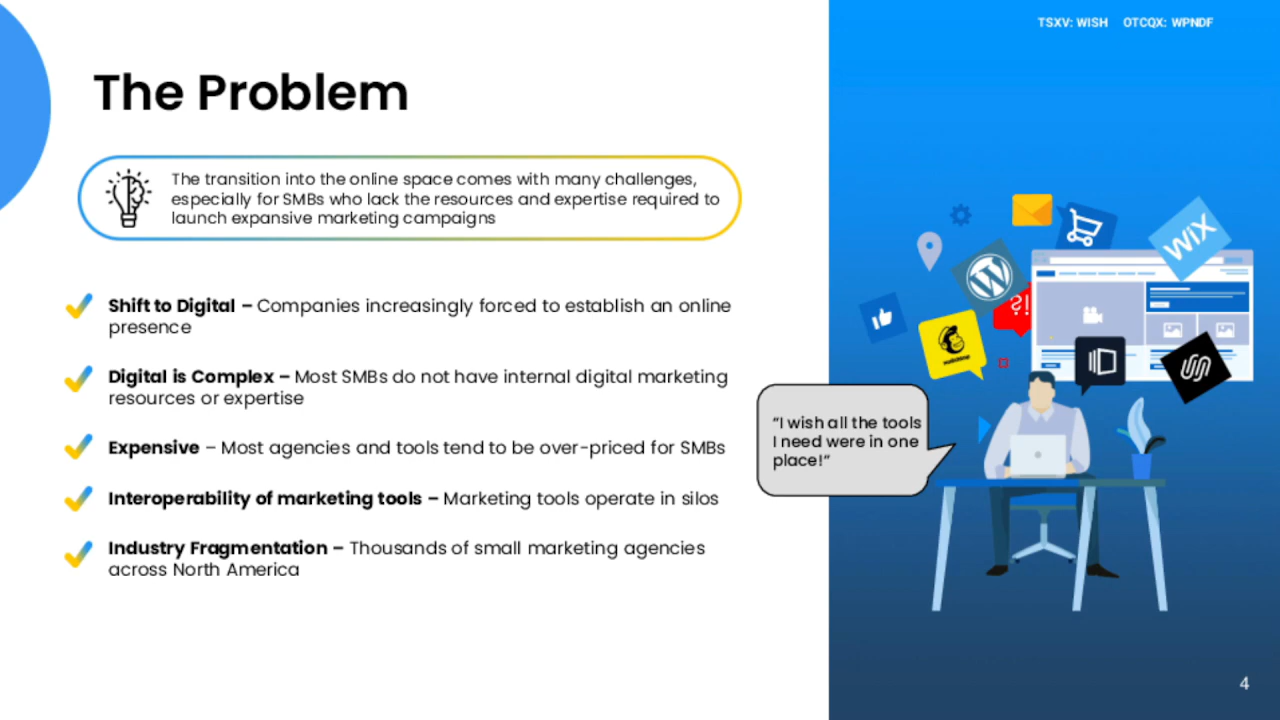 TSXV: WISH OTCQX: WPNDF
The Problem
The transition into the online space comes with many challenges,
especially for SMBs who lack the resources and expertise required to
launch expansive marketing campaigns
Shift to Digital – Companies increasingly forced to establish an online
presence
Digital is Complex – Most SMBs do not have internal digital marketing
resources or expertise
Expensive – Most agencies and tools tend to be over-priced for SMBs
Interoperability of marketing tools – Marketing tools operate in silos
Industry Fragmentation – Thousands of small marketing agencies
across North America
WiX
W
?!
mailchimp
“I wish all the tools
I need were in one
place!”
4